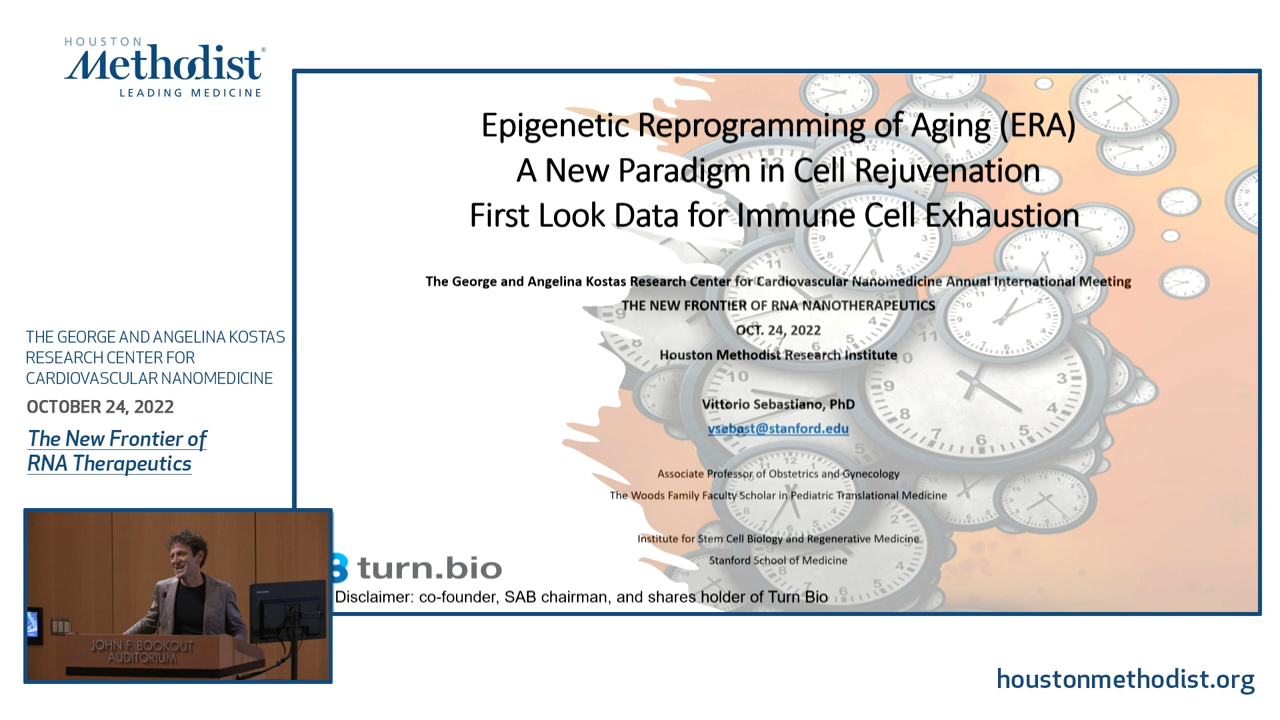 HOUSTON
Methodist®
LEADING MEDICINE
THE GEORGE AND ANGELINA KOSTAS
RESEARCH CENTER FOR
CARDIOVASCULAR NANOMEDICINE
OCTOBER 24, 2022
The New Frontier of
RNA Therapeutics
Epigenetic Reprogramming of Aging (ERA)
A New Paradigm in Cell Rejuvenation
First Look Data for Immune Cell Exhaustion
The George and Angelina Kostas Research Center for Cardiovascular Nanomedicine Annual International Meeting
THE NEW FRONTIER OF RNA NANOTHERAPEUTICS
OCT. 24, 2022
Houston Methodist Research Institute
Vittorio Sebastiano, PhD
vsebast@stanford.edu
Associate Professor of Obstetrics and Gynecology
The Woods Family Faculty Scholar in Pediatric Translational Medicine
Institute for Stem Cell Biology and Regenerative Medicine
Stanford School of Medicine
turn.bio
Disclaimer: co-founder, SAB chairman, and shares holder of Turn Bio
JOHN F. BOOKOUT
AUDITORIUM
houstonmethodist.org